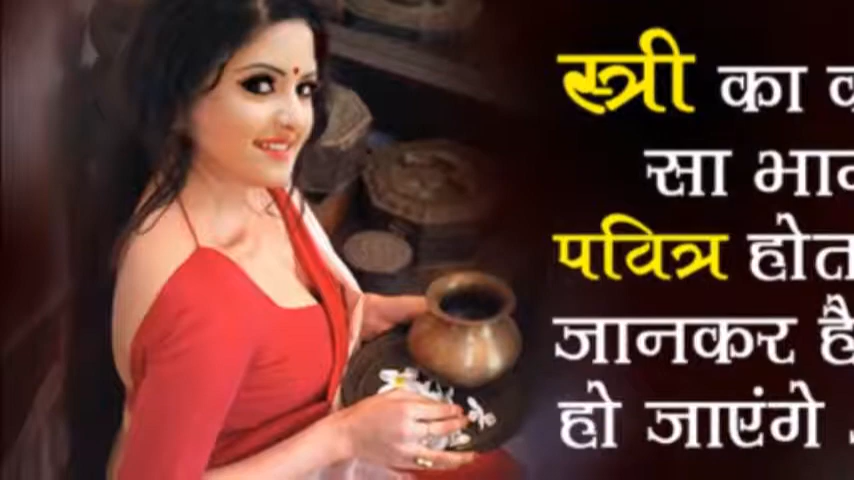 स्त्री का
सा
पवित्र
जानकर
हो जाएंगे